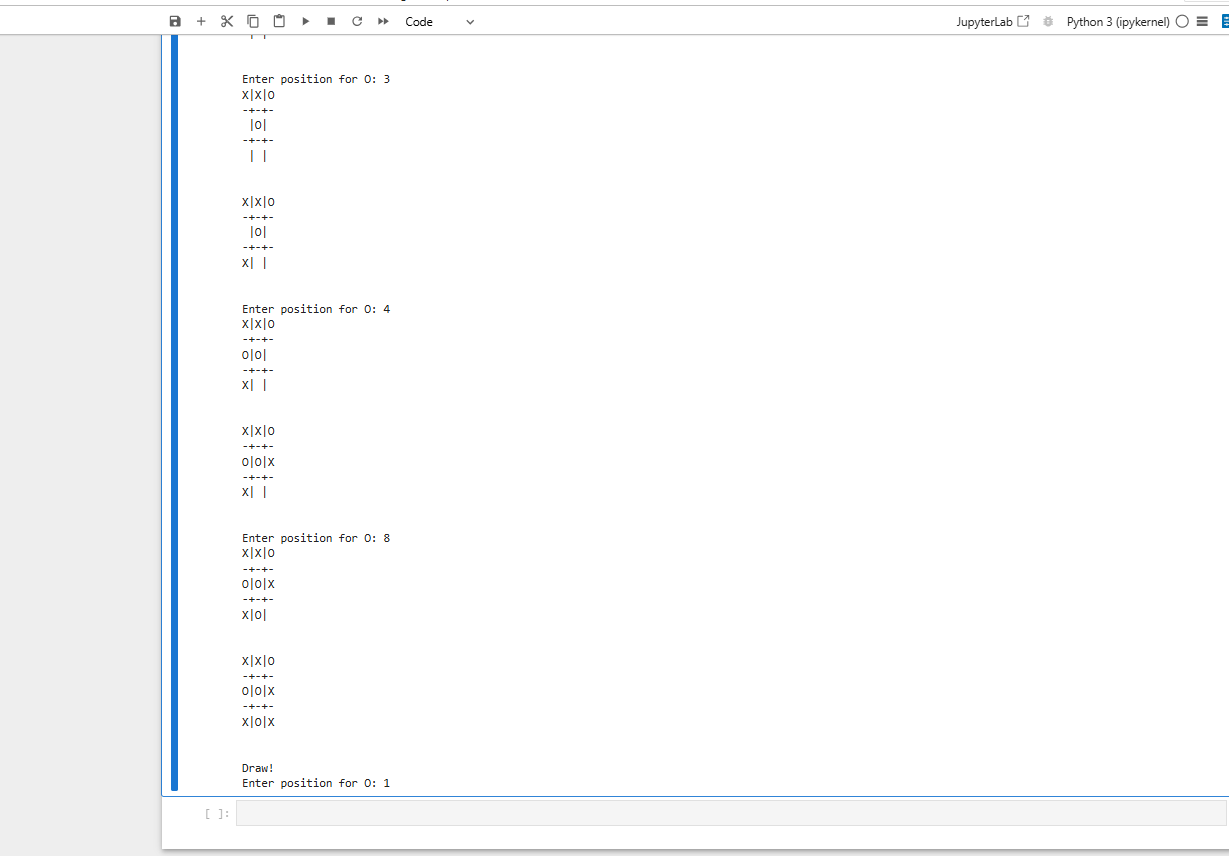 Code
JupyterLab
Python 3 (ipykernel)
Enter position for O: 3
X|X|O
-+-+-
 |O|
-+-+-
 | |
X|X|O
-+-+-
 |O|
-+-+-
X| |
Enter position for O: 4
X|X|O
-+-+-
O|O|
-+-+-
X| |
X|X|O
-+-+-
O|O|X
-+-+-
X| |
Enter position for O: 8
X|X|O
-+-+-
O|O|X
-+-+-
X|O|
X|X|O
-+-+-
O|O|X
-+-+-
X|O|X
Draw!
Enter position for O: 1
[ ]: